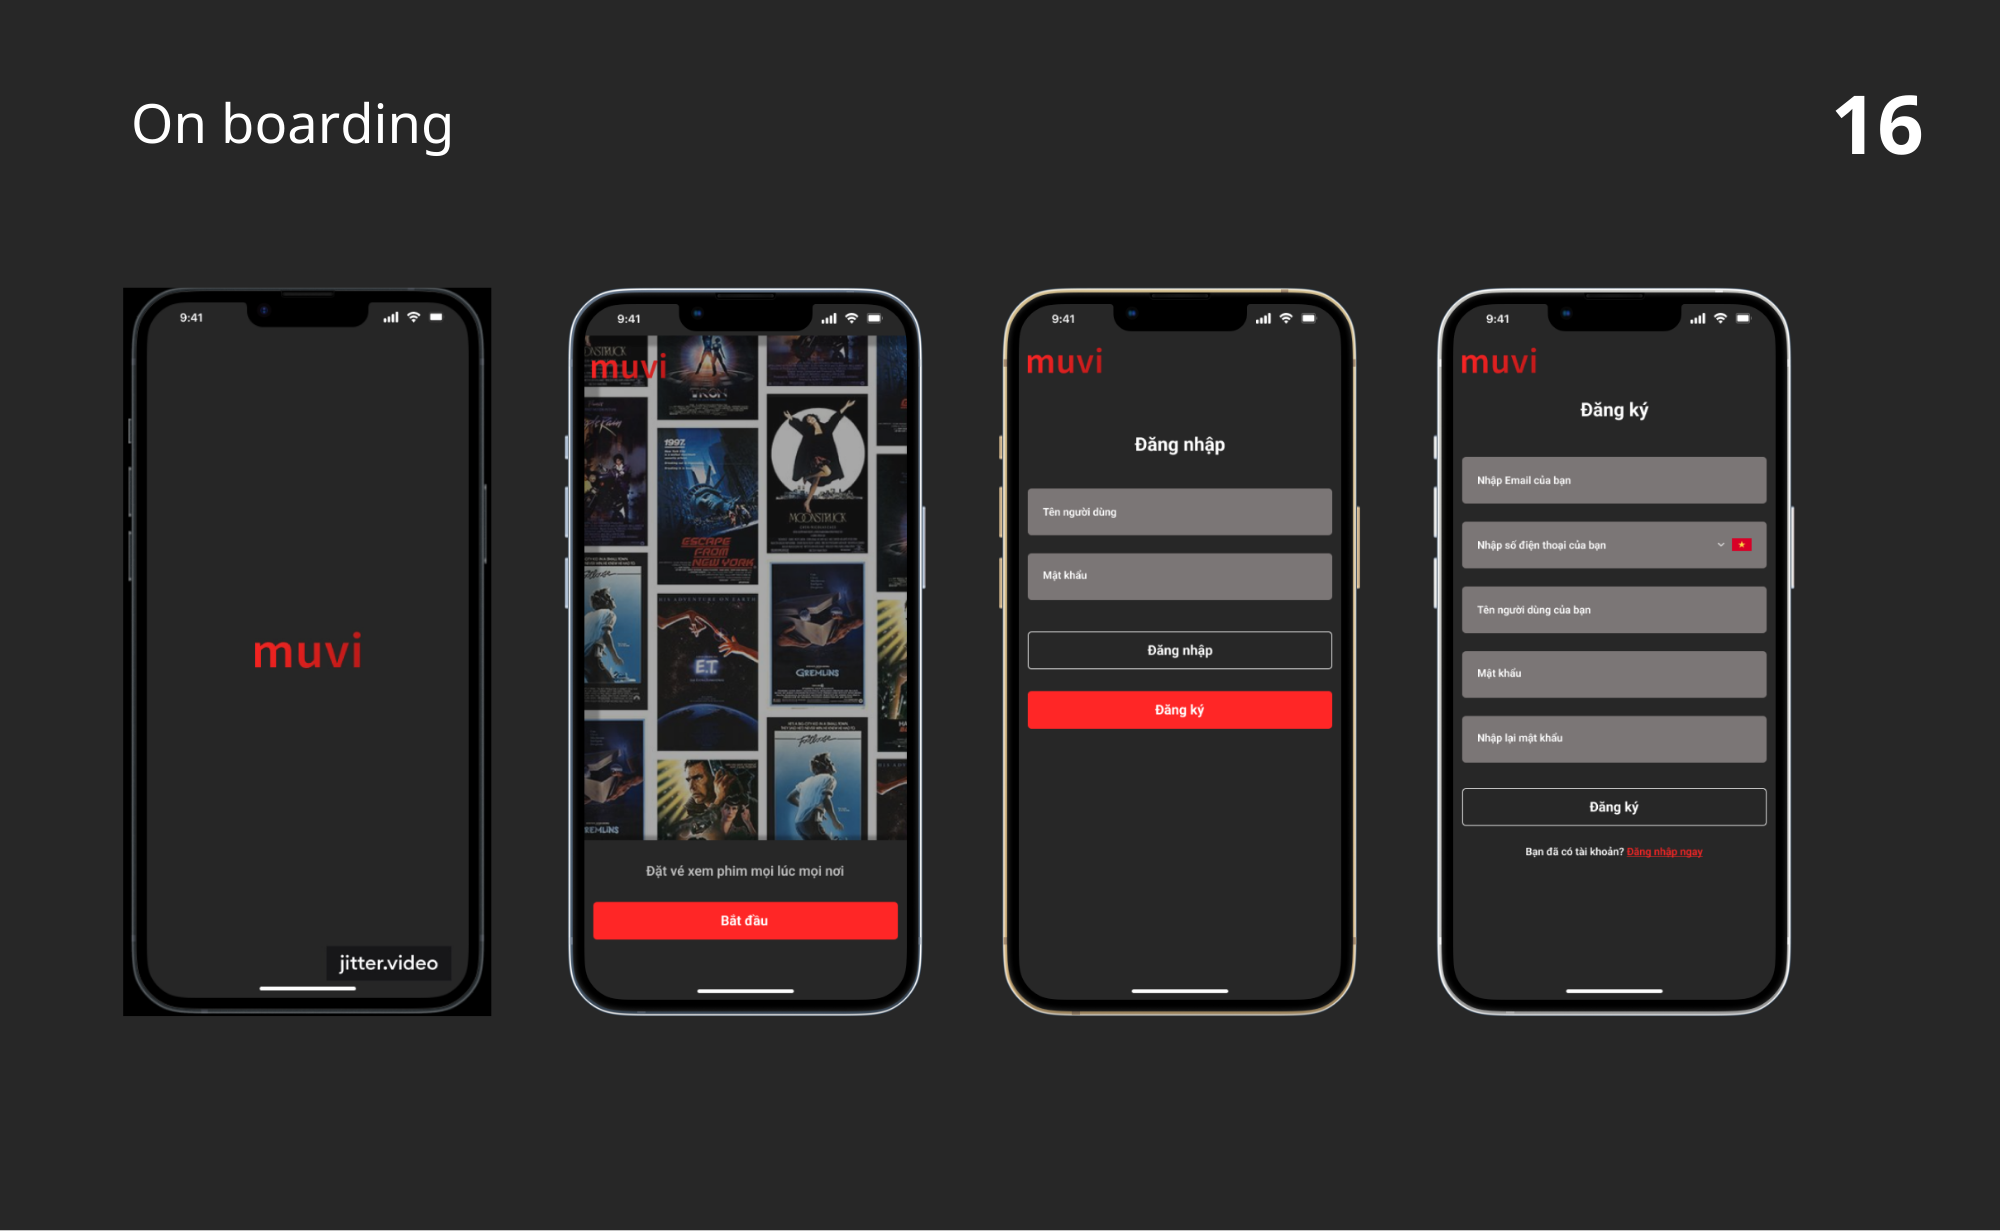 On boarding
16
9:41
muvi
jitter.video
9:41
muvi
TRON
1997
MOONSTRUCK
ESCAPE
FROM
NEW YORK
E.T.
GREMLINS
Footloose
Đặt vé xem phim mọi lúc mọi nơi
Bắt đầu
9:41
muvi
Đăng nhập
Tên người dùng
Mật khẩu
Đăng nhập
Đăng ký
9:41
muvi
Đăng ký
Nhập Email của bạn
Nhập số điện thoại của bạn
Tên người dùng của bạn
Mật khẩu
Nhập lại mật khẩu
Đăng ký
Bạn đã có tài khoản? Đăng nhập ngay